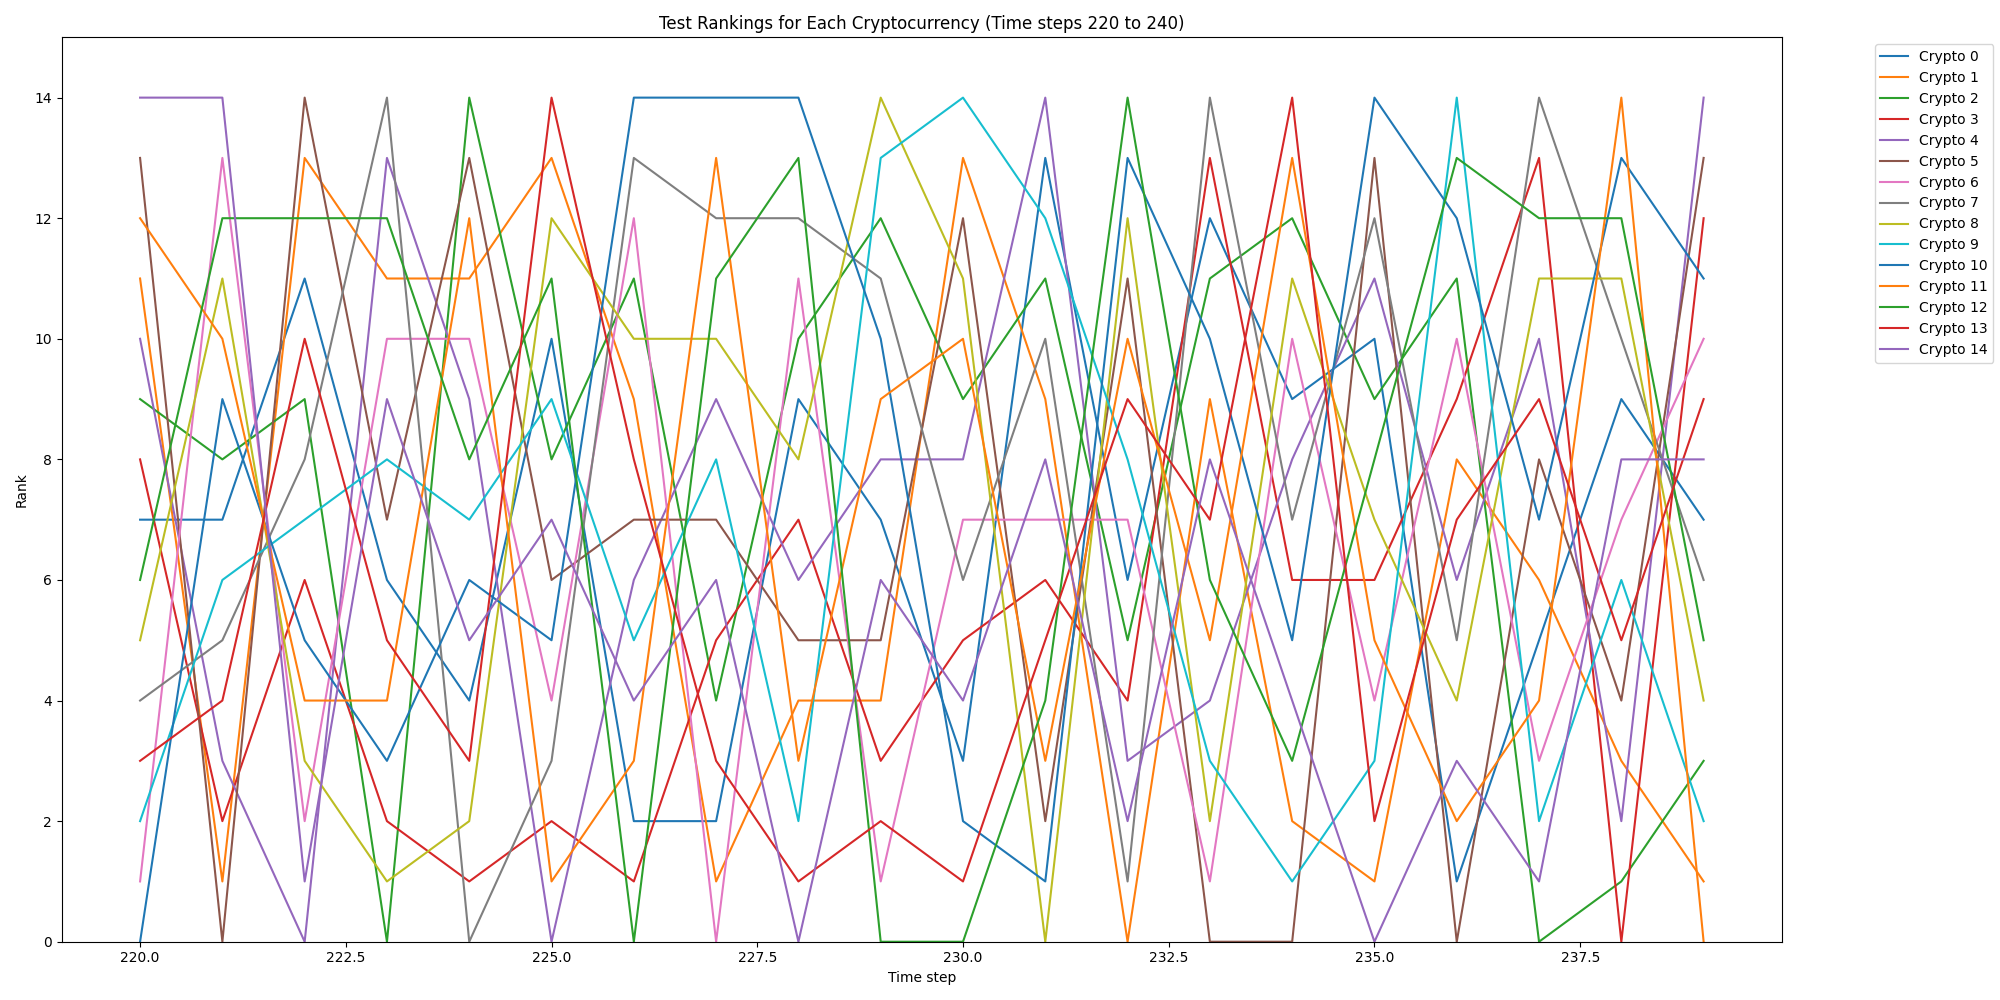 Test Rankings for Each Cryptocurrency (Time steps 220 to 240)
Rank
14
12
10
8
6
4
2
0
220.0 222.5 225.0 227.5 230.0 232.5 235.0 237.5
Time step
Crypto 0
Crypto 1
Crypto 2
Crypto 3
Crypto 4
Crypto 5
Crypto 6
Crypto 7
Crypto 8
Crypto 9
Crypto 10
Crypto 11
Crypto 12
Crypto 13
Crypto 14